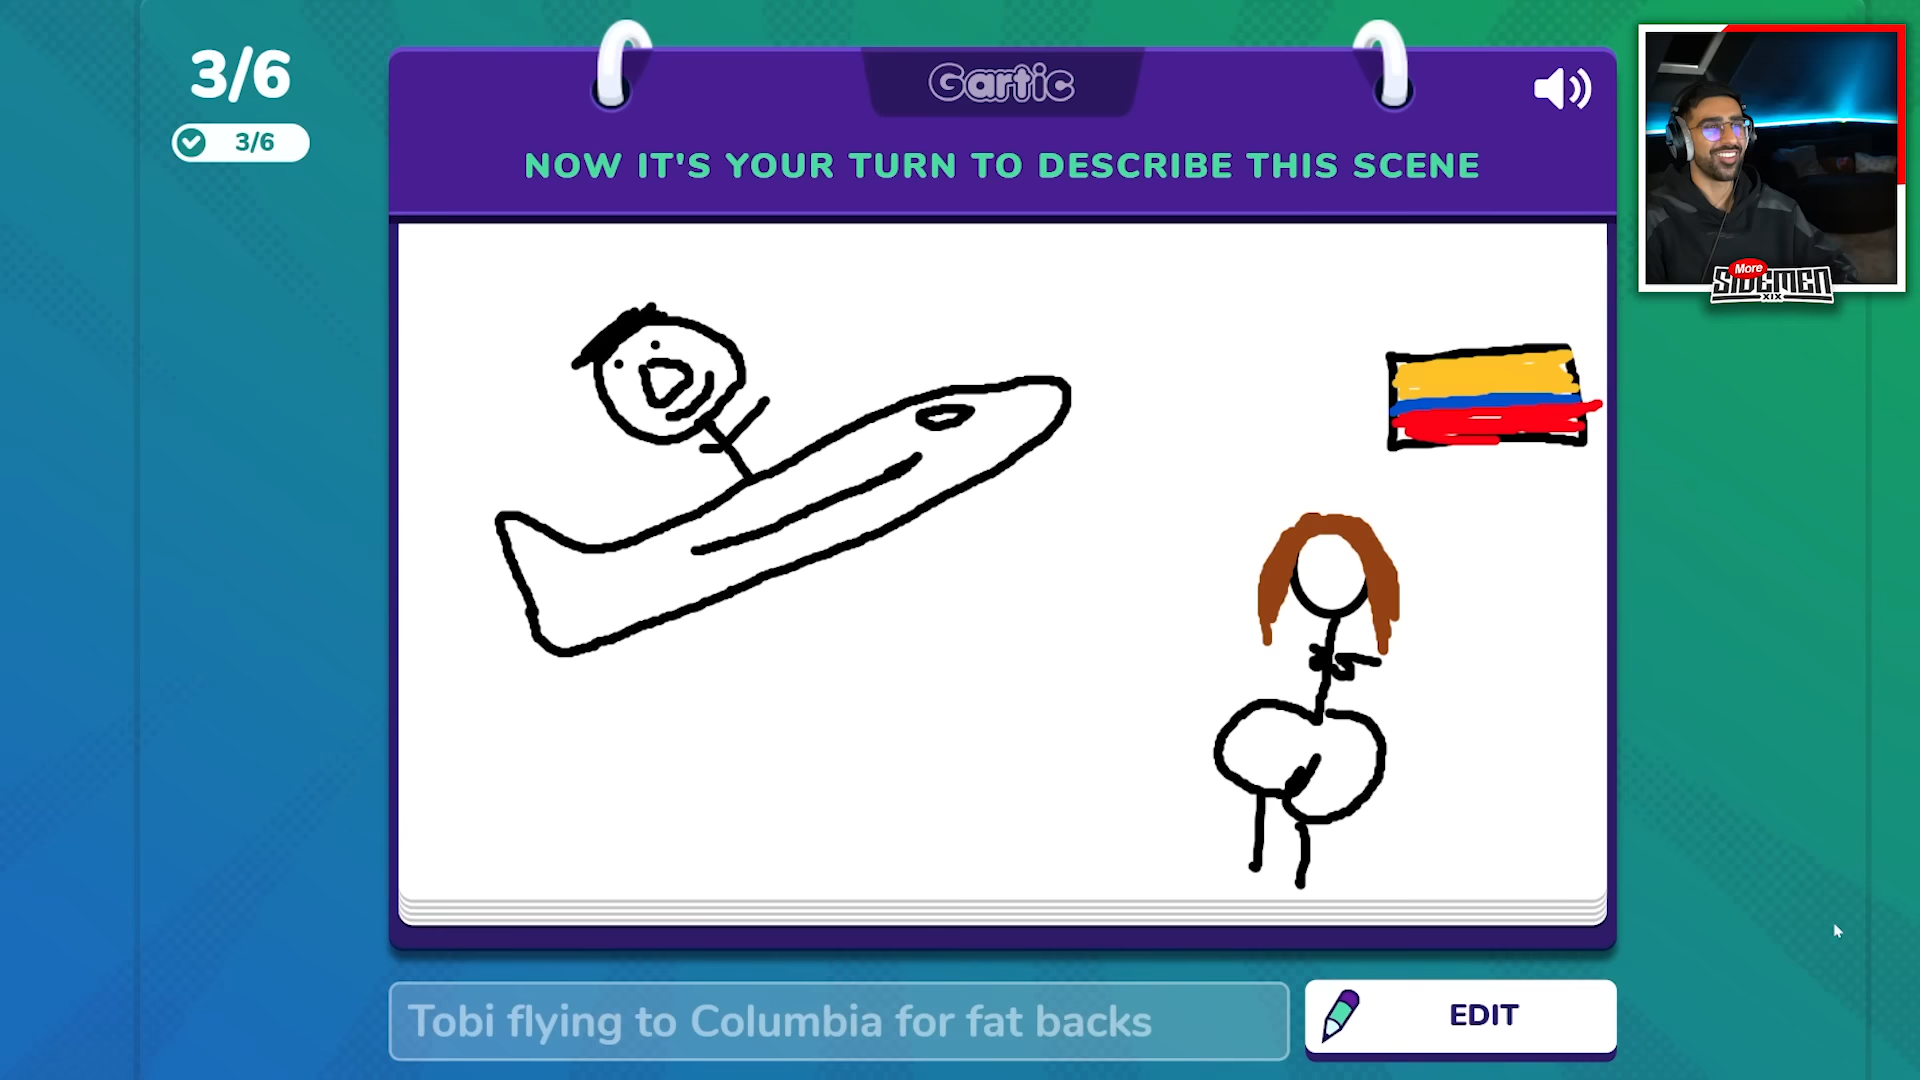 3/6
3/6
Gartic
NOW IT'S YOUR TURN TO DESCRIBE THIS SCENE
More
SIDEMEN
XIX
Tobi flying to Columbia for fat backs
EDIT